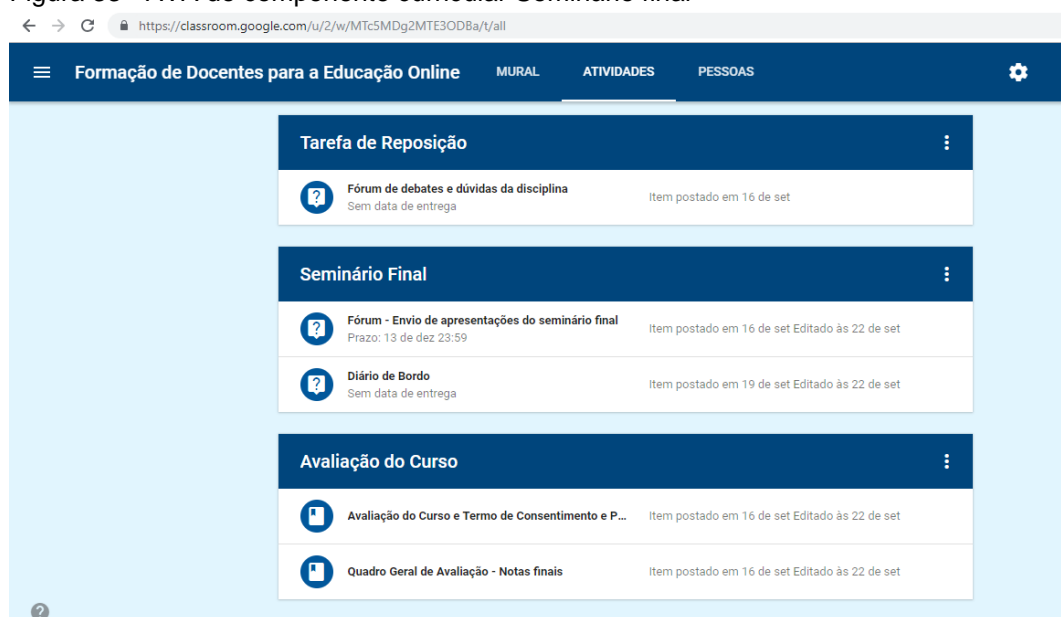 https://classroom.google.com/u/2/w/MTc5MDg2MTE3ODBa/t/all
Formação de Docentes para a Educação Online MURAL ATIVIDADES PESSOAS
Tarefa de Reposição
Fórum de debates e dúvidas da disciplina
Sem data de entrega
Item postado em 16 de set
Seminário Final
Fórum - Envio de apresentações do seminário final
Prazo: 13 de dez 23:59
Item postado em 16 de set Editado às 22 de set
Diário de Bordo
Sem data de entrega
Item postado em 19 de set Editado às 22 de set
Avaliação do Curso
Avaliação do Curso e Termo de Consentimento e P...
Item postado em 16 de set Editado às 22 de set
Quadro Geral de Avaliação - Notas finais
Item postado em 16 de set Editado às 22 de set